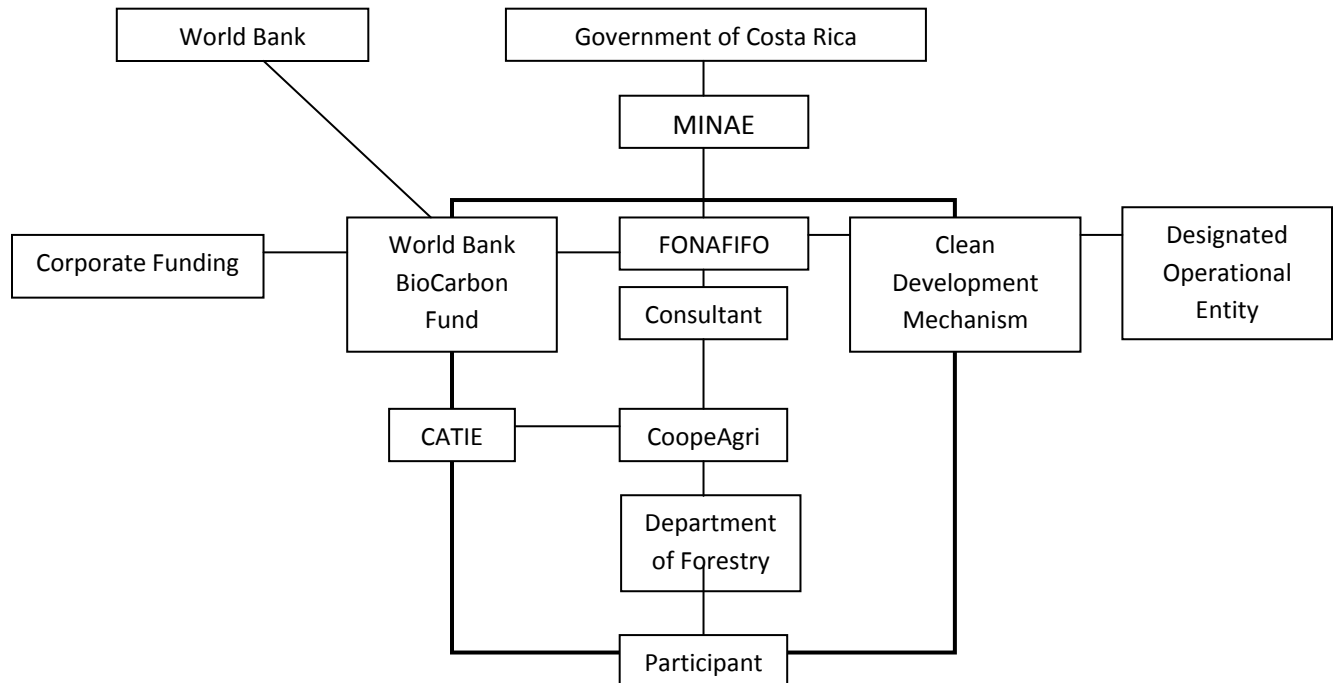 World Bank
Government of Costa Rica
MINAE
Corporate Funding
World Bank
BioCarbon
Fund
FONAFIFO
Clean
Development
Mechanism
Designated
Operational
Entity
Consultant
CATIE
CoopeAgri
Department
of Forestry
Participant